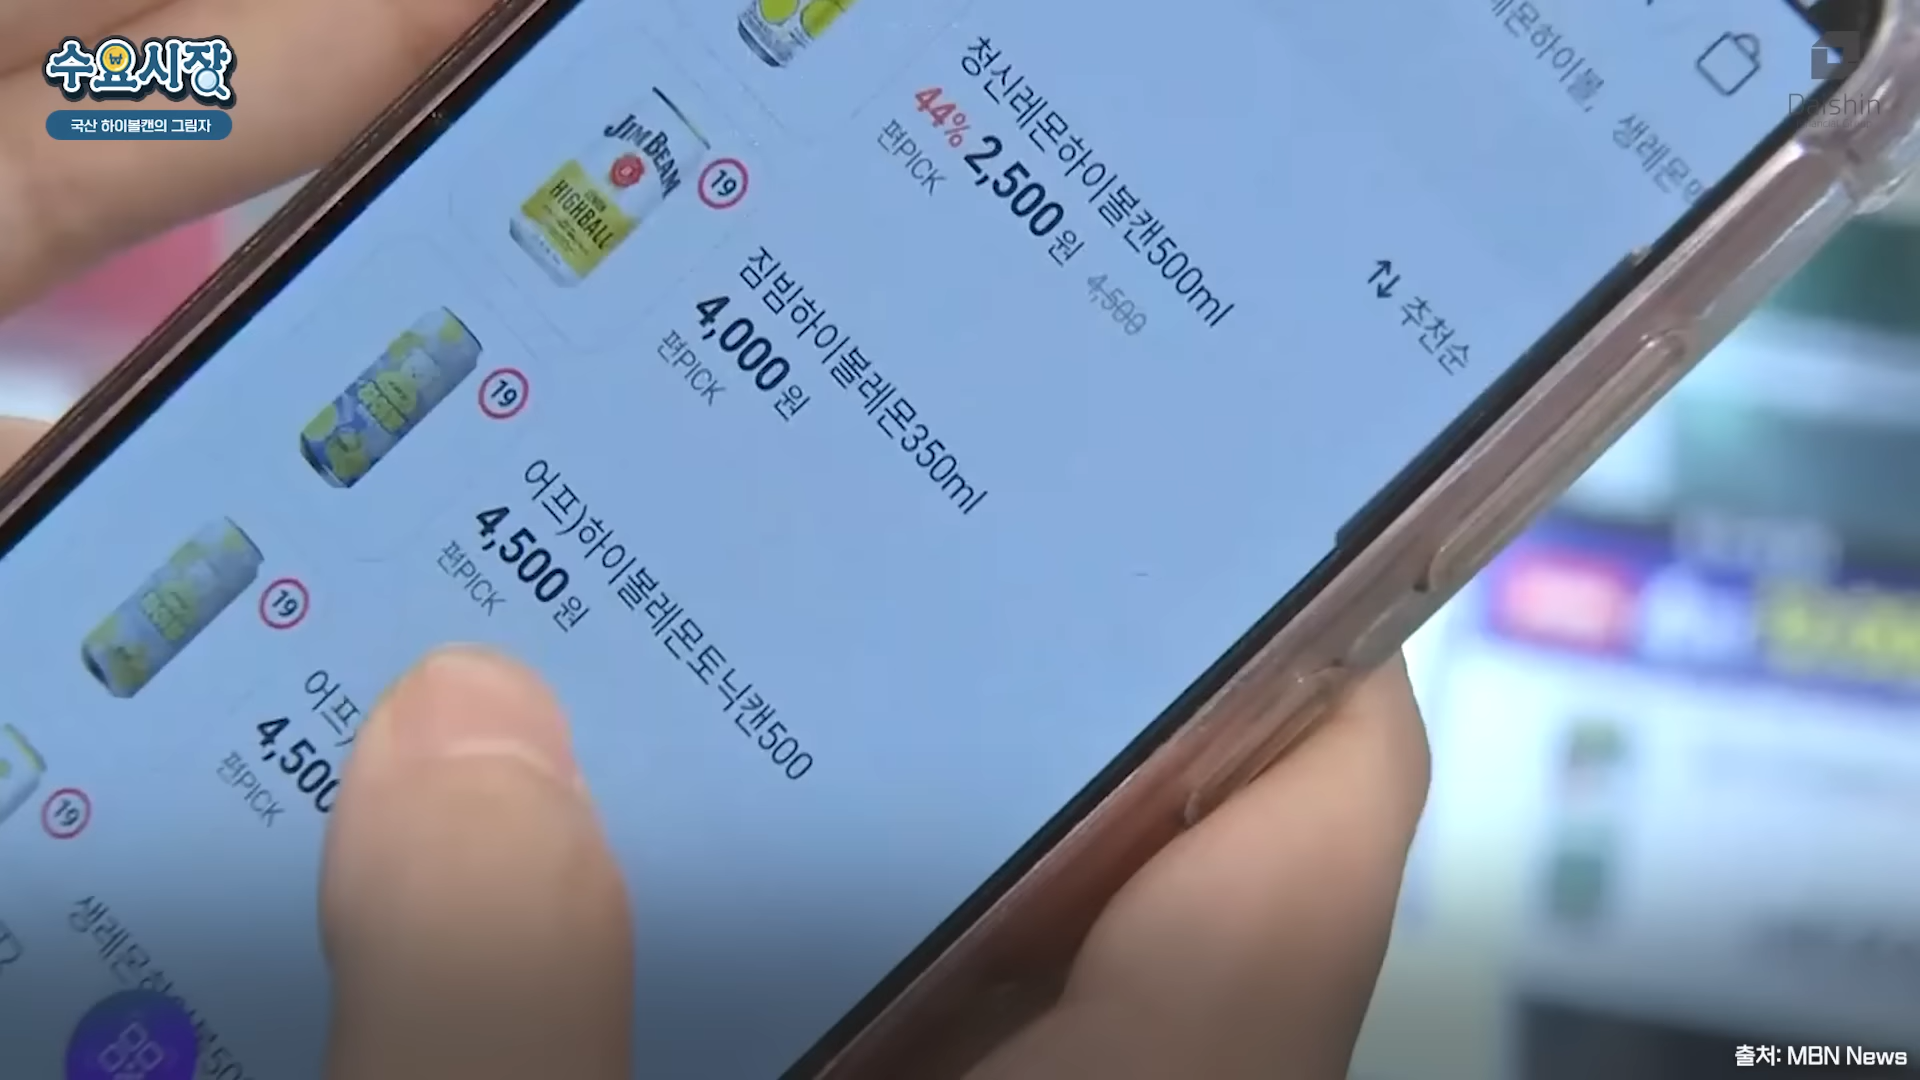 수요시장
국산 하이볼캔의 그림자
Daishin
추천순
청신레몬하이볼캔500ml
44% 2,500원 4,500
편PICK
JIM BEAM
HIGHBALL
19
짐빔하이볼레몬350ml
4,000원
편PICK
19
어프)하이볼레몬토닉캔500
4,500원
편PICK
19
어프)
4,500
편PICK
19
출처: MBN News